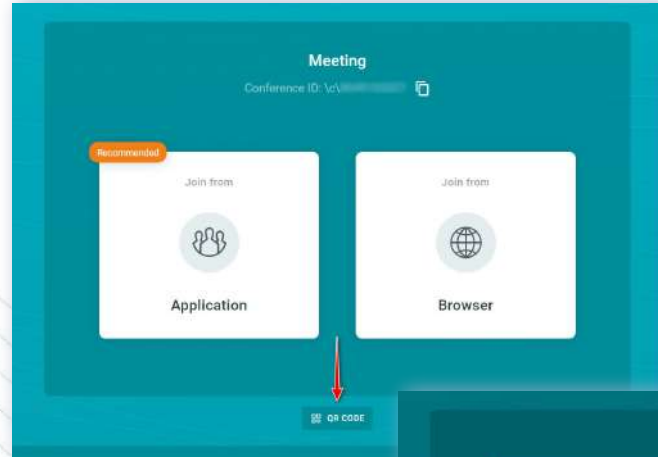 Meeting
Conference ID: \c\
Recommended
Join from
Application
Join from
Browser
QR CODE